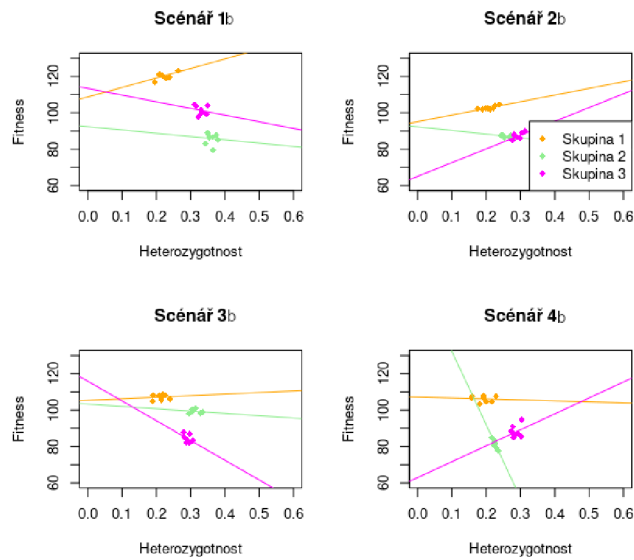 Scénář 1b
Fitness
120
100
80
60
0.0 0.1 0.2 0.3 0.4 0.5 0.6
Heterozygotnost
Scénář 2b
Fitness
120
100
80
60
Skupina 1
Skupina 2
Skupina 3
0.0 0.1 0.2 0.3 0.4 0.5 0.6
Heterozygotnost
Scénář 3b
Fitness
120
100
80
60
0.0 0.1 0.2 0.3 0.4 0.5 0.6
Heterozygotnost
Scénář 4b
Fitness
120
100
80
60
0.0 0.1 0.2 0.3 0.4 0.5 0.6
Heterozygotnost